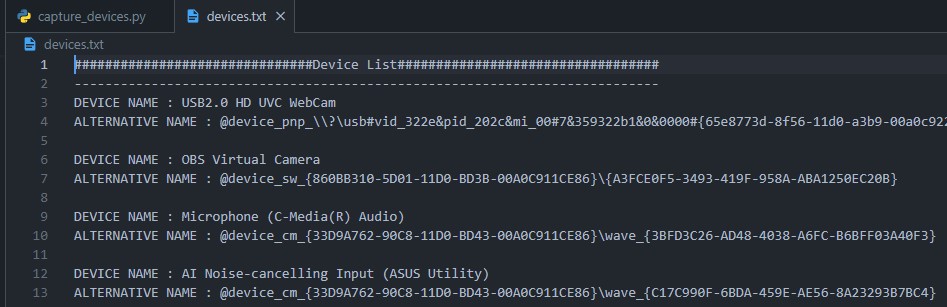 capture_devices.py
devices.txt
devices.txt
1 ###############################Device List##################################
2 ----------------------------------------------------------------------------
3 DEVICE NAME : USB2.0 HD UVC WebCam
4 ALTERNATIVE NAME : @device_pnp_\\?\usb#vid_322e&pid_202c&mi_00#7&359322b1&0&0000#{65e8773d-8f56-11d0-a3b9-00a0c922
5
6 DEVICE NAME : OBS Virtual Camera
7 ALTERNATIVE NAME : @device_sw_{860BB310-5D01-11D0-BD3B-00A0C911CE86}\{A3FCE0F5-3493-419F-958A-ABA1250EC20B}
8
9 DEVICE NAME : Microphone (C-Media(R) Audio)
10 ALTERNATIVE NAME : @device_cm_{33D9A762-90C8-11D0-BD43-00A0C911CE86}\wave_{3BFD3C26-AD48-4038-A6FC-B6BFF03A40F3}
11
12 DEVICE NAME : AI Noise-cancelling Input (ASUS Utility)
13 ALTERNATIVE NAME : @device_cm_{33D9A762-90C8-11D0-BD43-00A0C911CE86}\wave_{C17C990F-6BDA-459E-AE56-8A23293B7BC4}